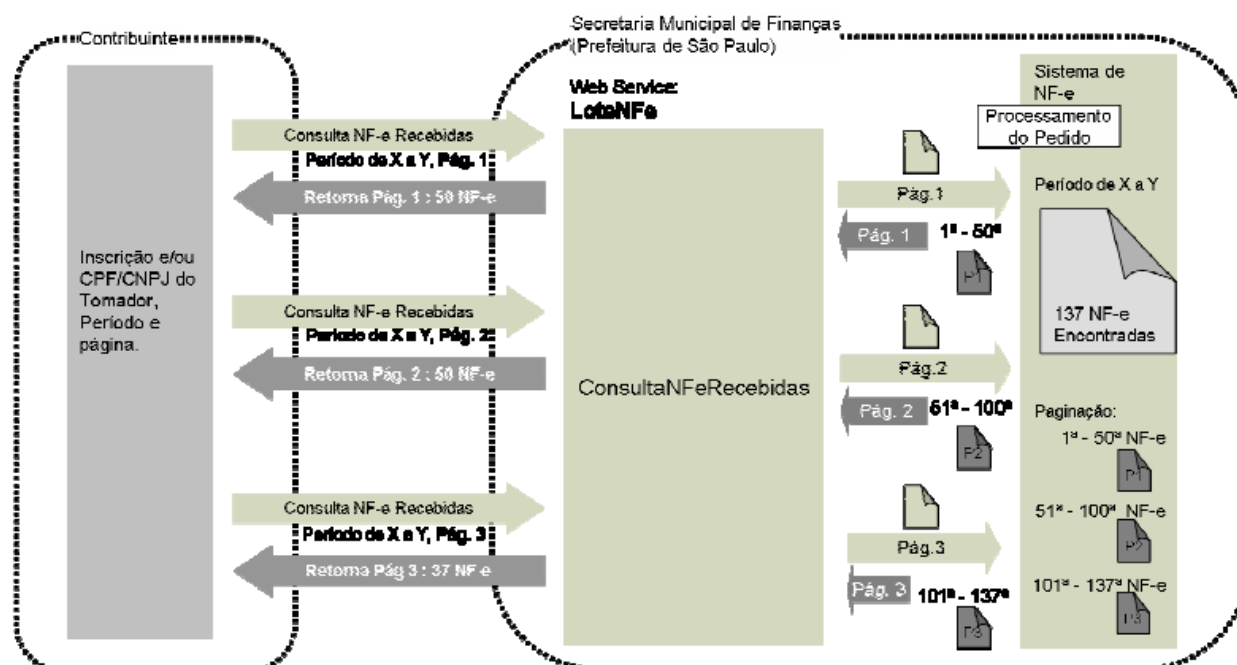 Contribuinte
Secretaria Municipal de Finanças
(Prefeitura de São Paulo)
Inscrição e/ou
CPF/CNPJ do
Tomador,
Período e
página.
Web Service:
LoteNFe
Consulta NF-e Recebidas
Período de X a Y, Pág. 1
Retorna Pág. 1 : 50 NF-e
Consulta NF-e Recebidas
Período de X a Y, Pág. 2
Retorna Pág. 2 : 50 NF-e
Consulta NF-e Recebidas
Período de X a Y, Pág. 3
Retorna Pág 3 : 37 NF-e
ConsultaNFeRecebidas
Pág.1
Pág. 1
1ª - 50ª
P1
Pág.2
Pág. 2
51ª - 100ª
P2
Pág.3
Pág. 3
101ª - 137ª
P3
Sistema de
NF-e
Processamento
do Pedido
Período de X a Y
137 NF-e
Encontradas
Paginação:
1ª - 50ª NF-e
P1
51ª - 100ª NF-e
P2
101ª - 137ª NF-e
P3